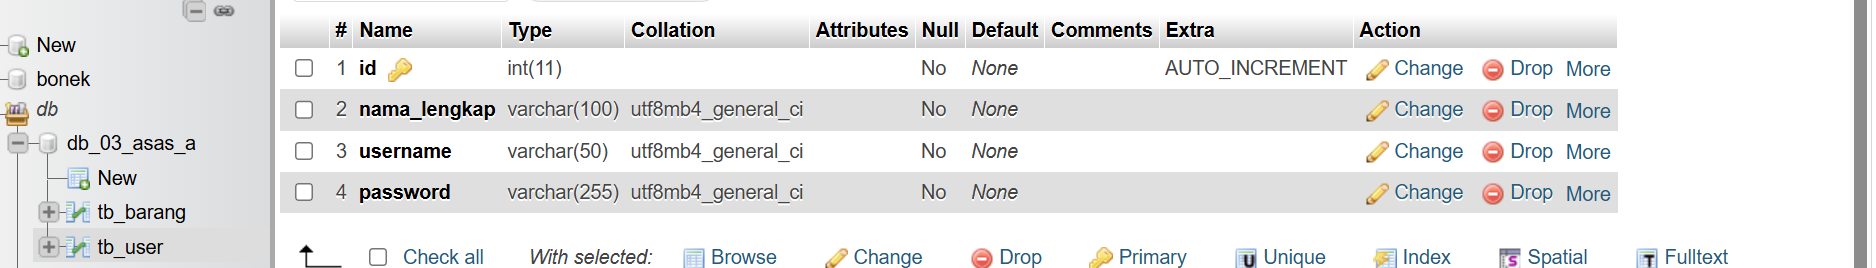 New
bonek
db
db_03_asas_a
New
tb_barang
tb_user
# Name Type Collation Attributes Null Default Comments Extra Action
1 id int(11) No None AUTO_INCREMENT Change Drop More
2 nama_lengkap varchar(100) utf8mb4_general_ci No None Change Drop More
3 username varchar(50) utf8mb4_general_ci No None Change Drop More
4 password varchar(255) utf8mb4_general_ci No None Change Drop More
Check all With selected: Browse Change Drop Primary Unique Index Spatial Fulltext